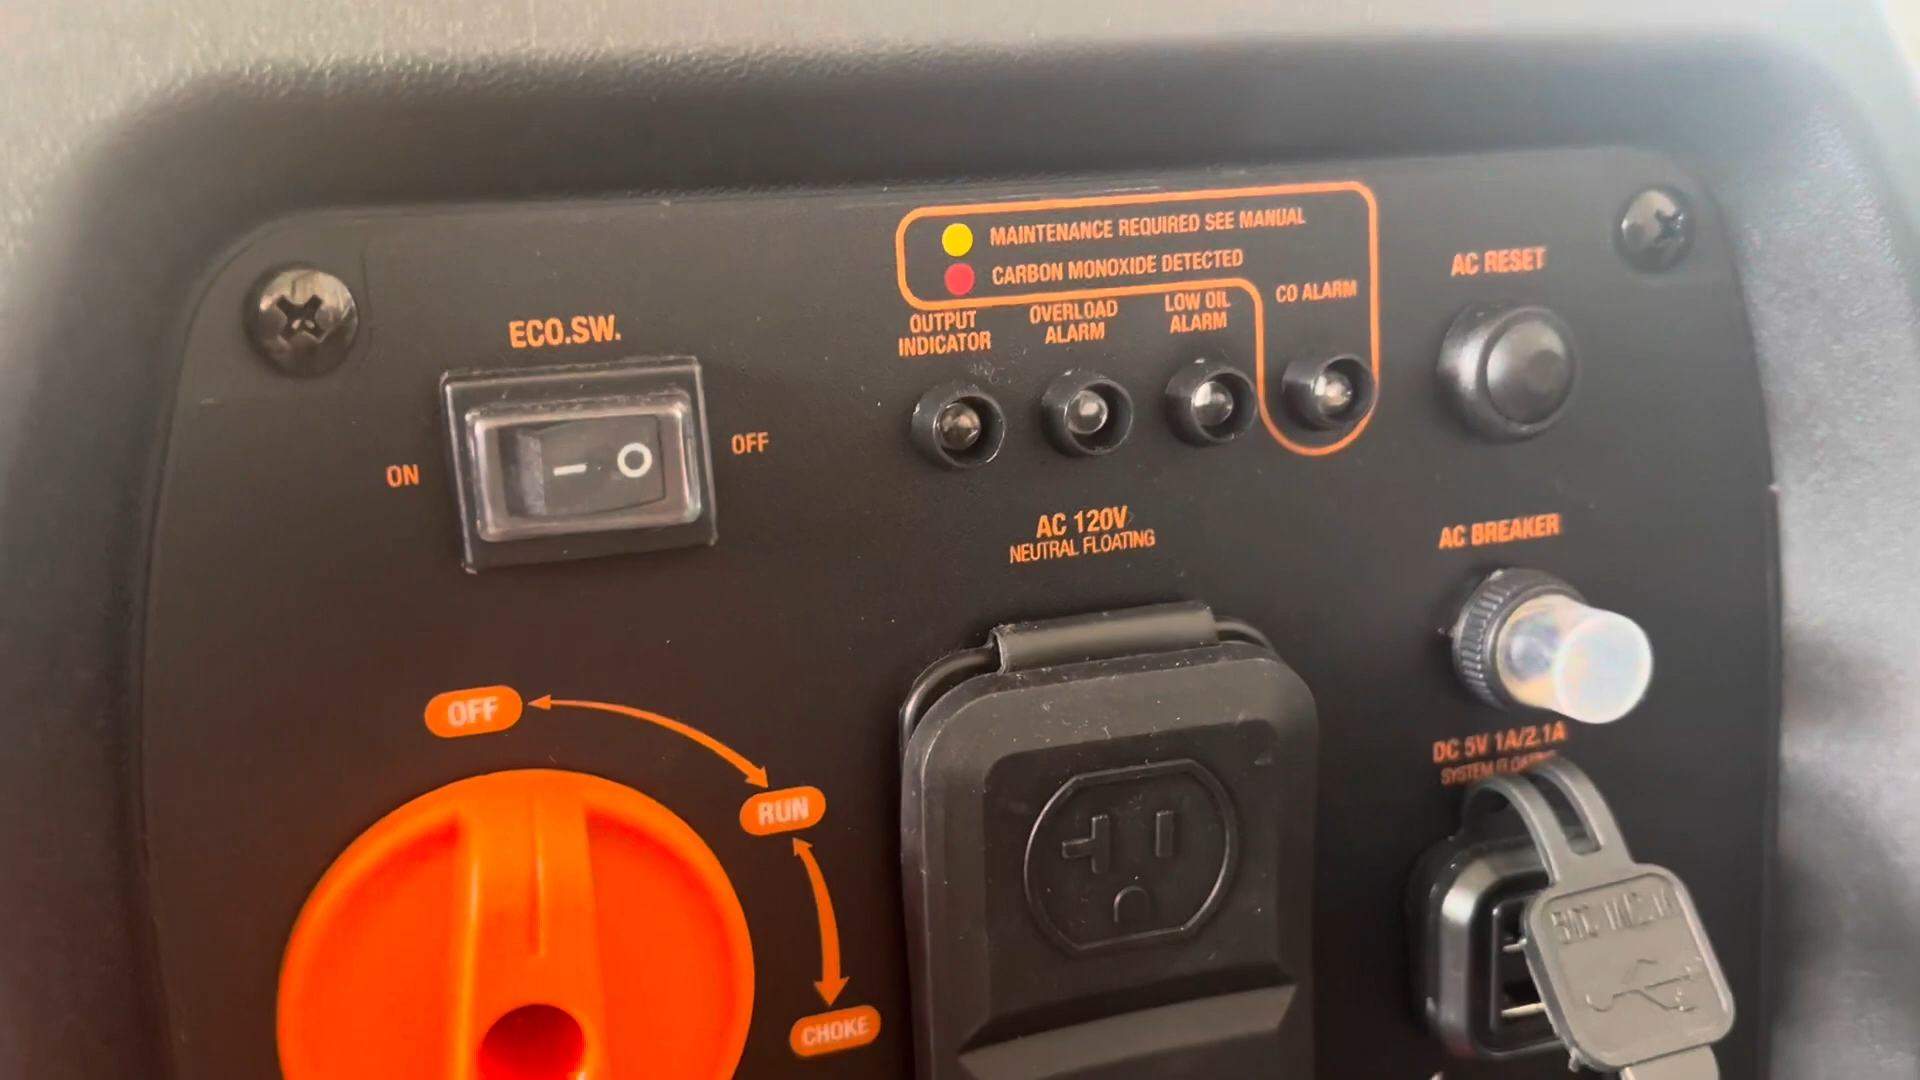 MAINTENANCE REQUIRED SEE MANUAL
CARBON MONOXIDE DETECTED
ECO.SW.
ON
OFF
OUTPUT
INDICATOR
OVERLOAD
ALARM
LOW OIL
ALARM
CO ALARM
AC RESET
AC 120V
NEUTRAL FLOATING
AC BREAKER
OFF
RUN
CHOKE
DC 5V 1A/2.1A
SYSTEM